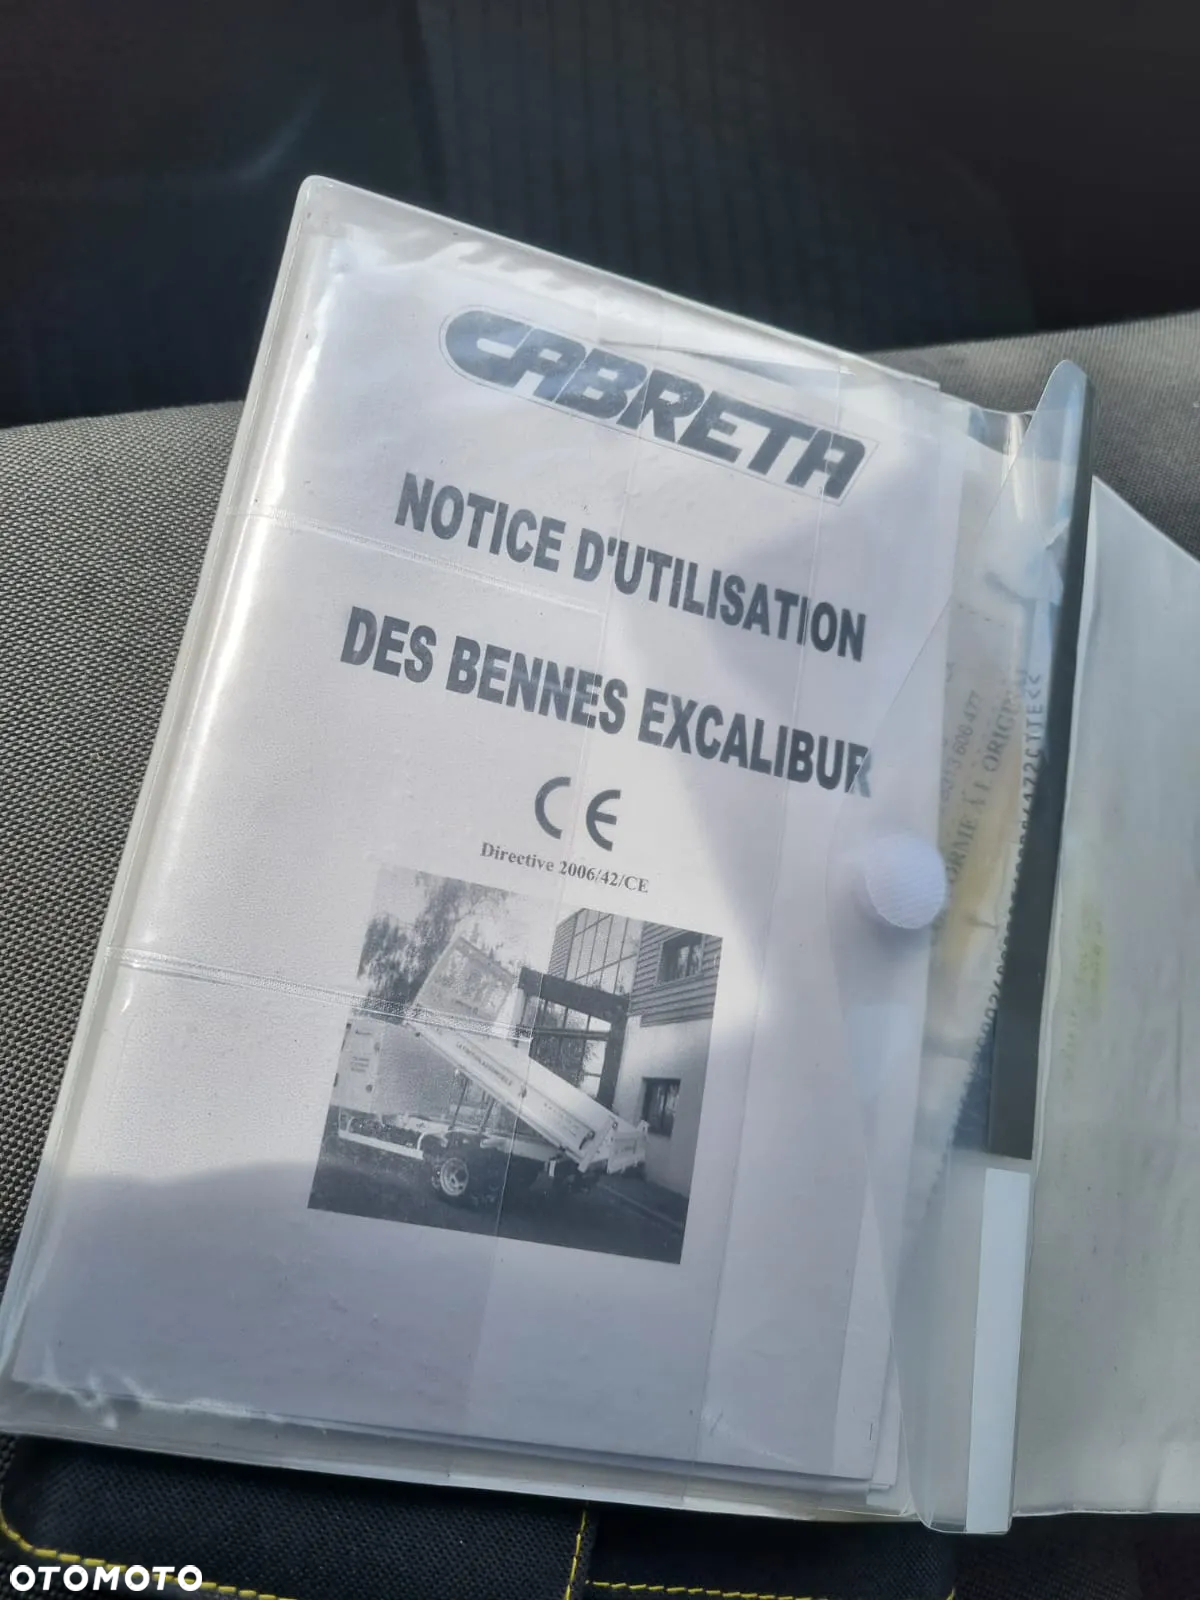 CABRETA
NOTICE D'UTILISATION
DES BENNES EXCALIBUR
CE
Directive 2006/42/CE
OTOMOTO